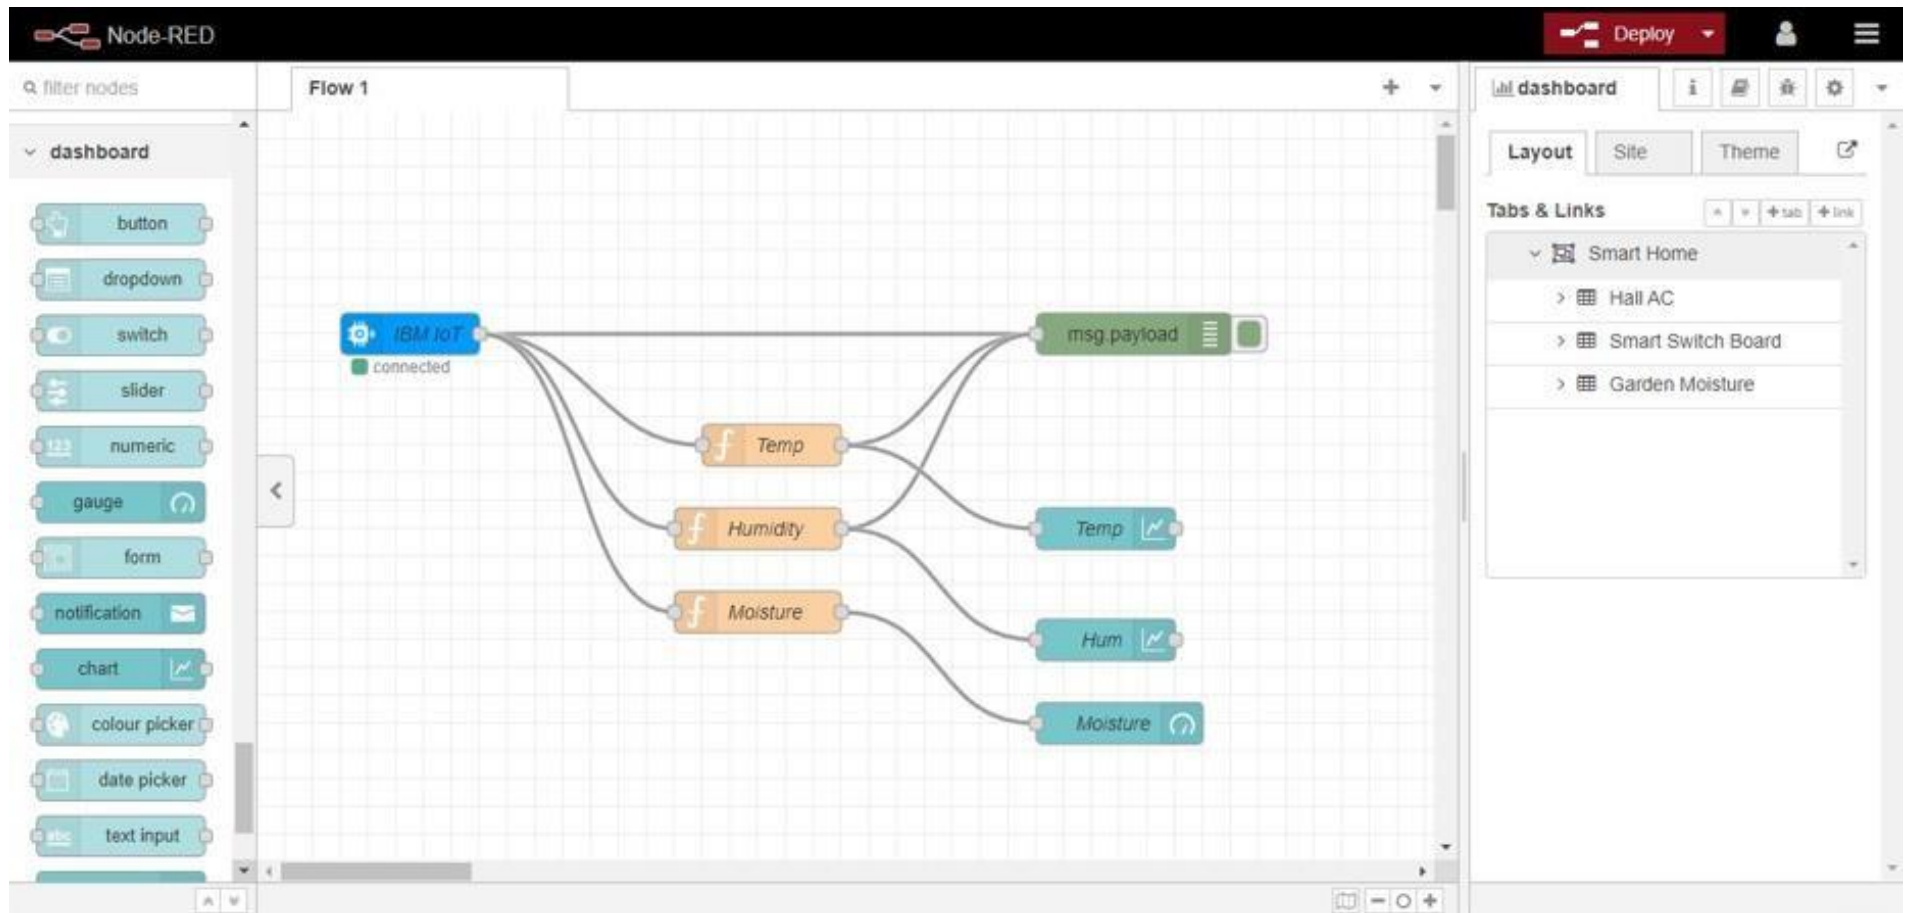 Node-RED
Deploy
filter nodes
Flow 1
dashboard
dashboard
button
dropdown
switch
slider
123 numeric
gauge
form
notification
chart
colour picker
date picker
abc text input
IBM IoT
connected
msg.payload
Temp
Humidity
Moisture
Temp
Hum
Moisture
i
Layout
Site
Theme
Tabs & Links
+ tab
+ link
Smart Home
Hall AC
Smart Switch Board
Garden Moisture